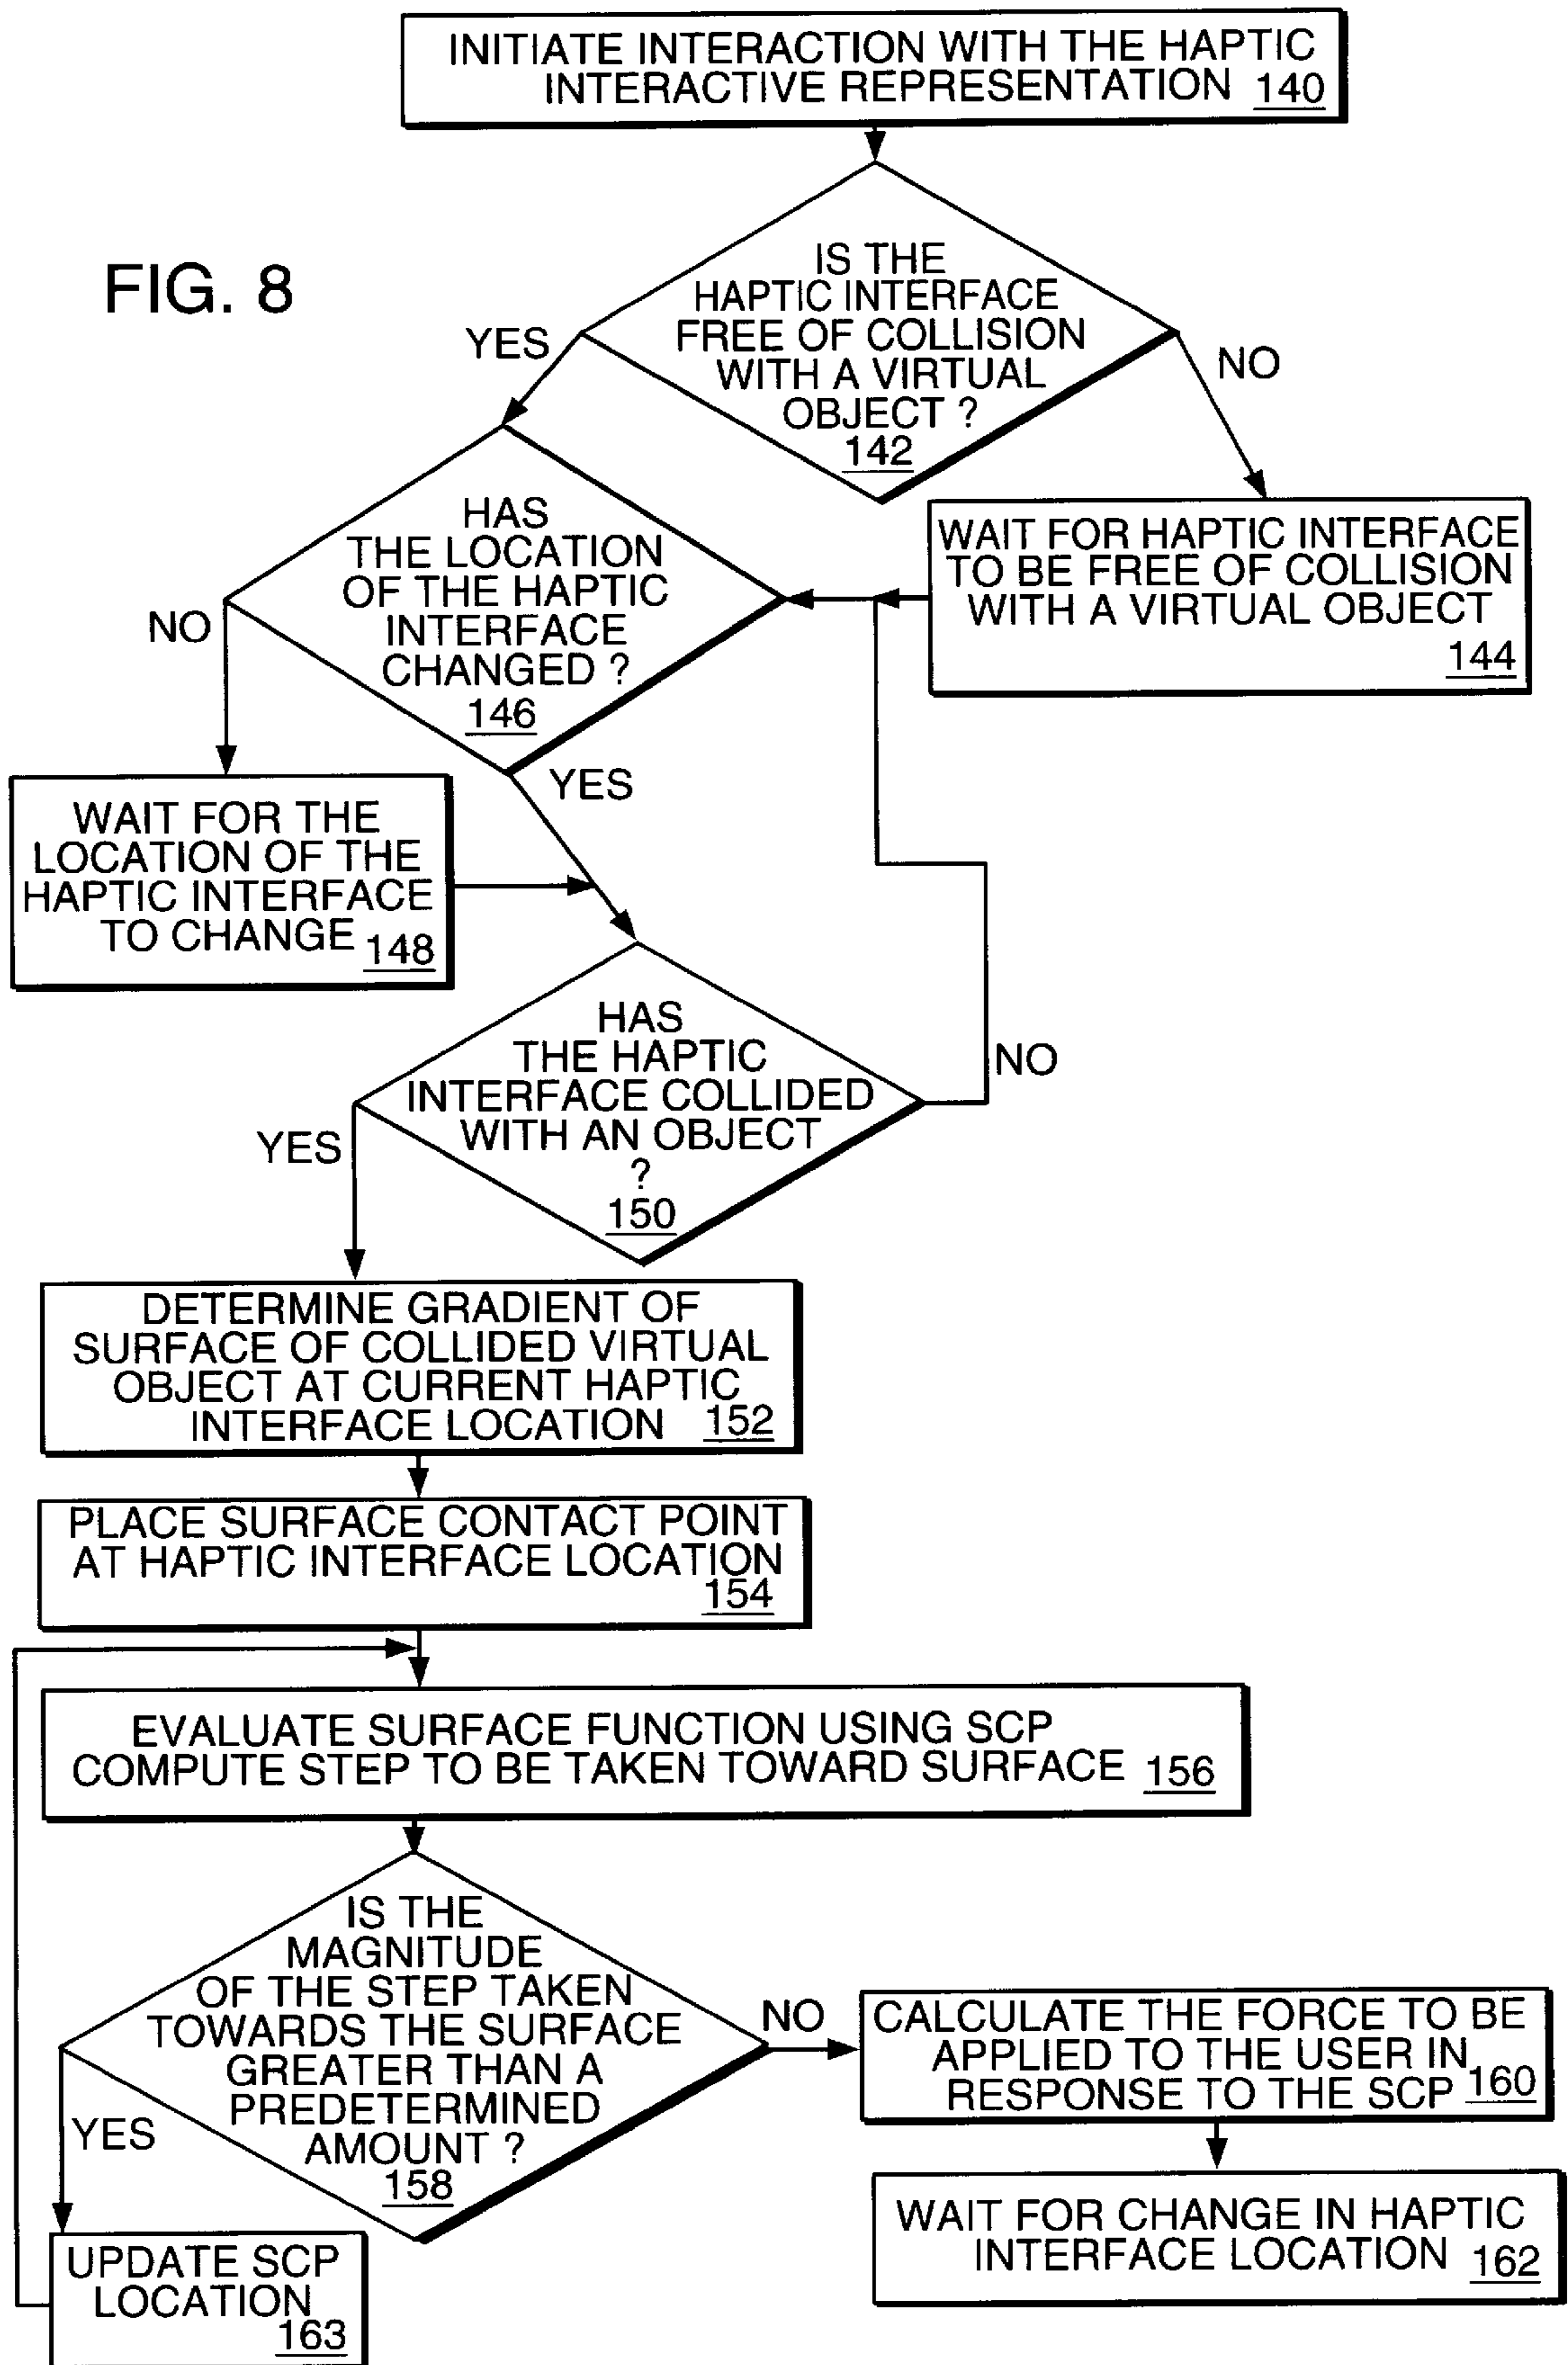 INITIATE INTERACTION WITH THE HAPTIC
INTERACTIVE REPRESENTATION 140
FIG. 8
IS THE
HAPTIC INTERFACE
FREE OF COLLISION
WITH A VIRTUAL
OBJECT ?
142
YES
NO
HAS
THE LOCATION
OF THE HAPTIC
INTERFACE
CHANGED ?
146
WAIT FOR HAPTIC INTERFACE
TO BE FREE OF COLLISION
WITH A VIRTUAL OBJECT
144
NO
YES
WAIT FOR THE
LOCATION OF THE
HAPTIC INTERFACE
TO CHANGE 148
HAS
THE HAPTIC
INTERFACE COLLIDED
WITH AN OBJECT
?
150
NO
YES
DETERMINE GRADIENT OF
SURFACE OF COLLIDED VIRTUAL
OBJECT AT CURRENT HAPTIC
INTERFACE LOCATION 152
PLACE SURFACE CONTACT POINT
AT HAPTIC INTERFACE LOCATION
154
EVALUATE SURFACE FUNCTION USING SCP
COMPUTE STEP TO BE TAKEN TOWARD SURFACE 156
IS THE
MAGNITUDE
OF THE STEP TAKEN
TOWARDS THE SURFACE
GREATER THAN A
PREDETERMINED
AMOUNT ?
158
NO
YES
CALCULATE THE FORCE TO BE
APPLIED TO THE USER IN
RESPONSE TO THE SCP 160
WAIT FOR CHANGE IN HAPTIC
INTERFACE LOCATION 162
UPDATE SCP
LOCATION
163